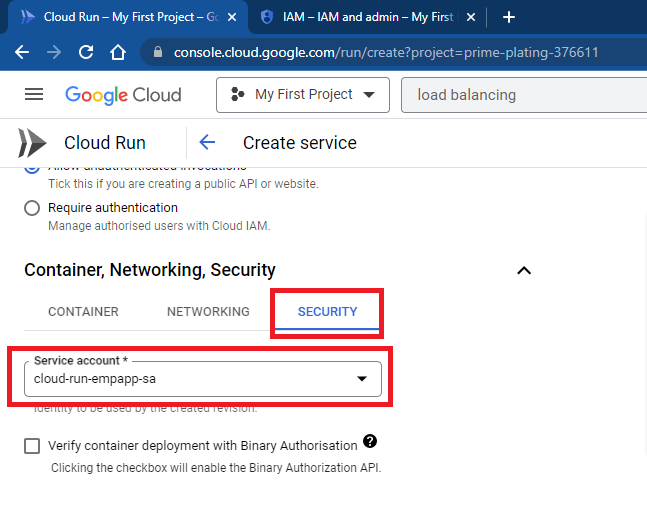 Cloud Run – My First Project – Go
IAM – IAM and admin – My First
console.cloud.google.com/run/create?project=prime-plating-376611
Google Cloud
My First Project
load balancing
Cloud Run
Create service
Allow unauthenticated invocations
Tick this if you are creating a public API or website.
Require authentication
Manage authorised users with Cloud IAM.
Container, Networking, Security
CONTAINER
NETWORKING
SECURITY
Service account *
cloud-run-empapp-sa
Identity to be used by the created revision.
Verify container deployment with Binary Authorisation ?
Clicking the checkbox will enable the Binary Authorization API.